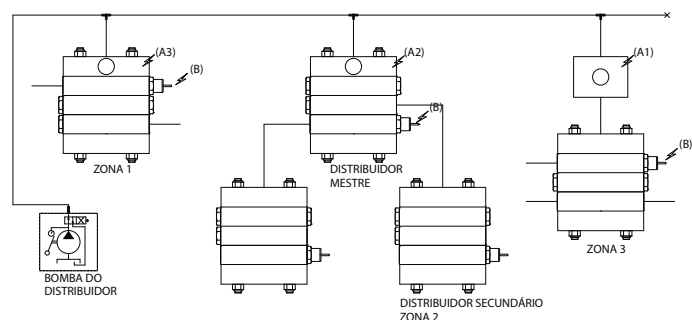 (A3)
(A2)
(A1)
(B)
(B)
(B)
ZONA 1
DISTRIBUIDOR
MESTRE
ZONA 3
BOMBA DO
DISTRIBUIDOR
DISTRIBUIDOR SECUNDÁRIO
ZONA 2